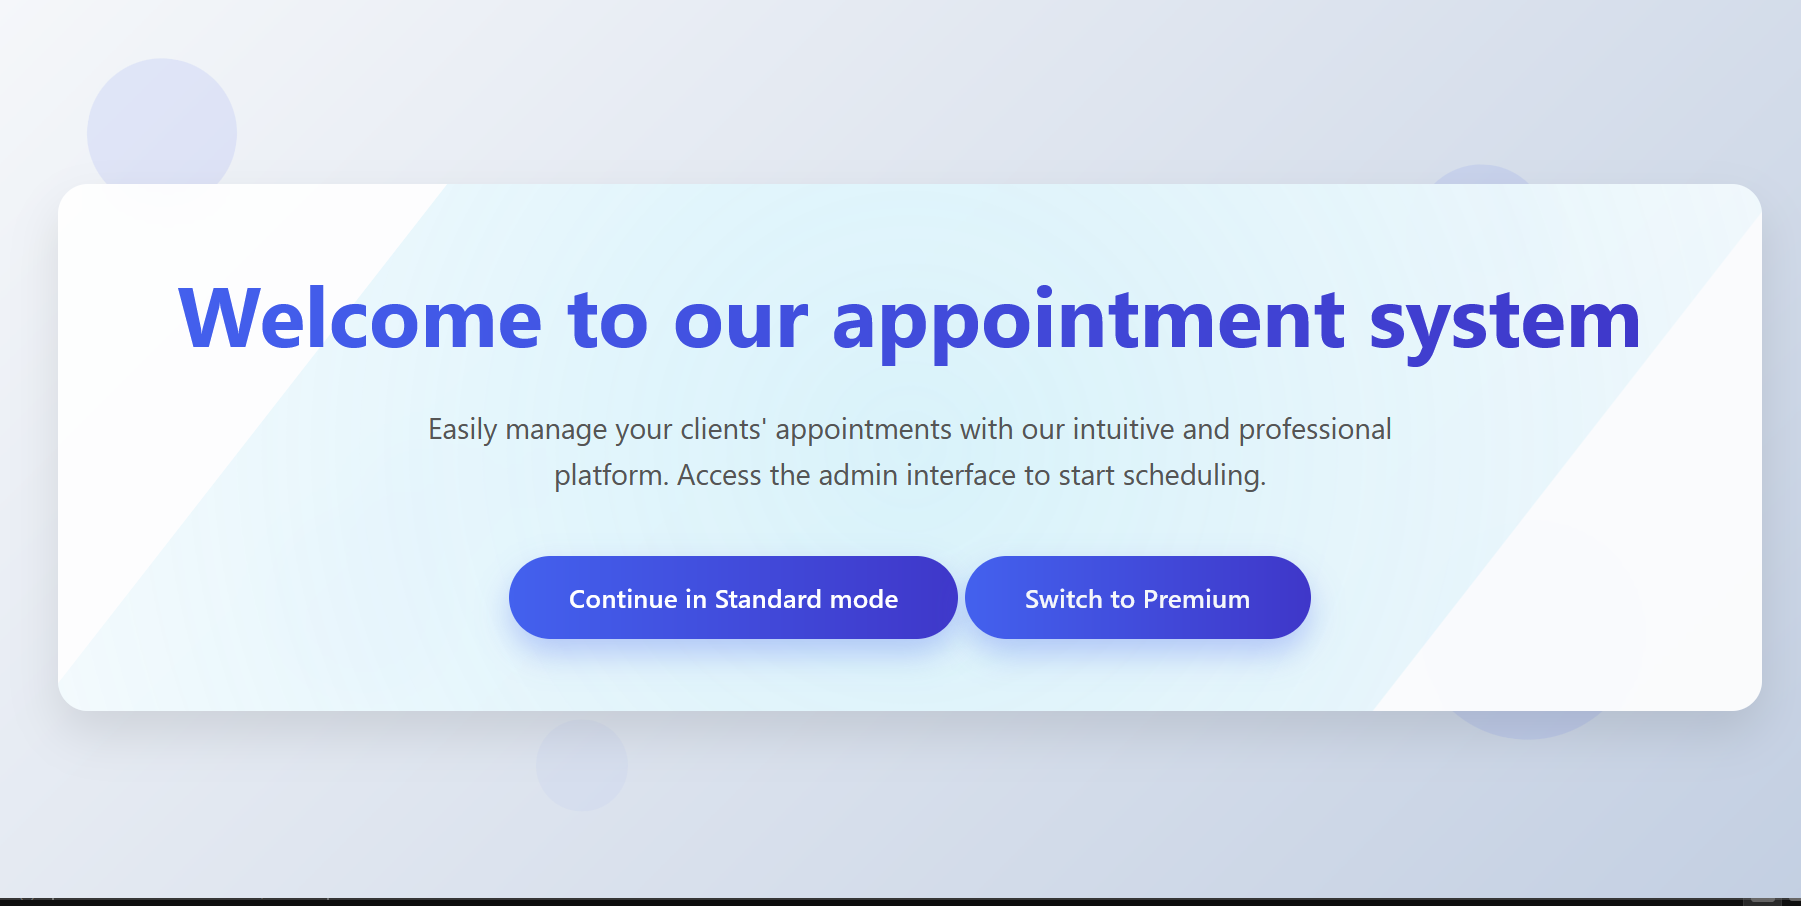 Welcome to our appointment system
Easily manage your clients' appointments with our intuitive and professional
platform. Access the admin interface to start scheduling.
Continue in Standard mode
Switch to Premium